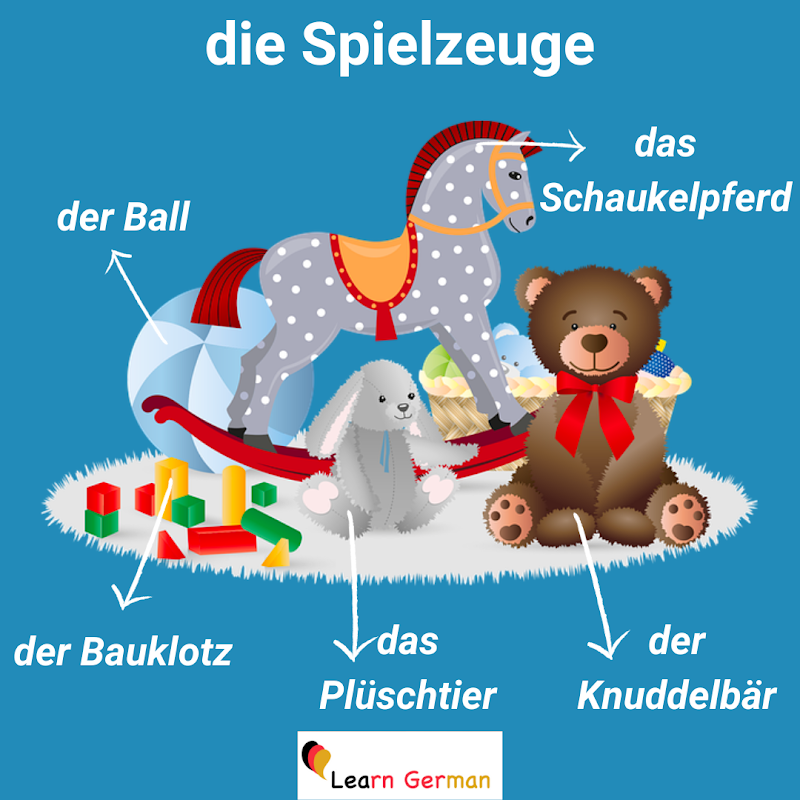 die Spielzeuge
das
Schaukelpferd
der Ball
der Bauklotz
das
Plüschtier
der
Knuddelbär
Learn German